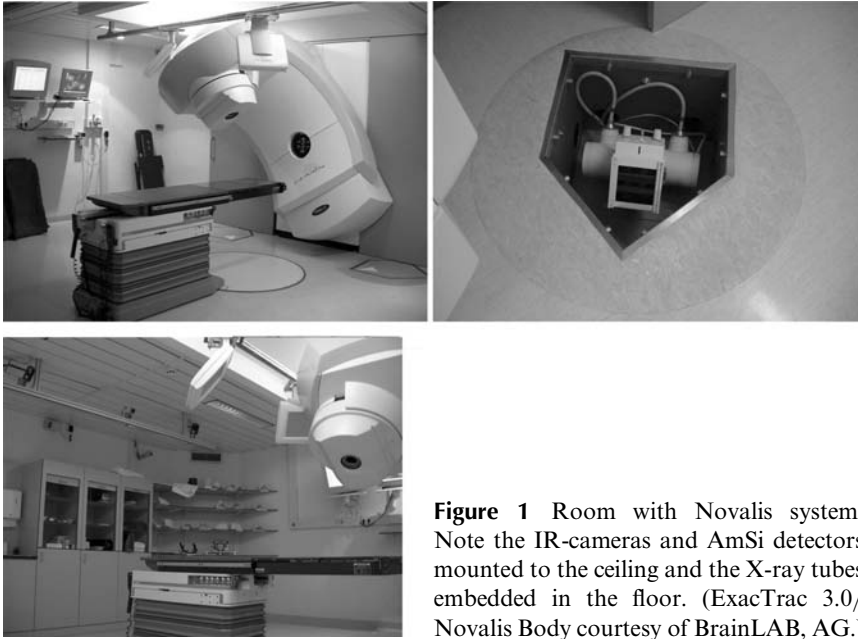 Figure 1 Room with Novalis system
Note the IR-cameras and AmSi detectors
mounted to the ceiling and the X-ray tubes
embedded in the floor. (ExacTrac 3.0/
Novalis Body courtesy of BrainLAB, AG.)